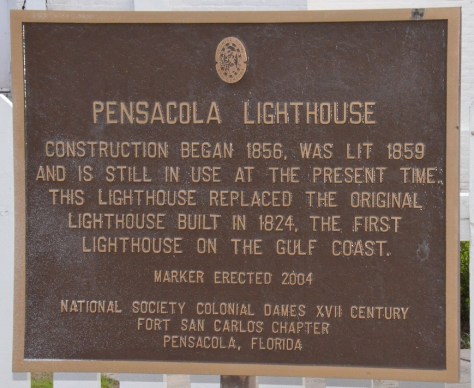 PENSACOLA LIGHTHOUSE
CONSTRUCTION BEGAN 1856, WAS LIT 1859
AND IS STILL IN USE AT THE PRESENT TIME.
THIS LIGHTHOUSE REPLACED THE ORIGINAL
LIGHTHOUSE BUILT IN 1824, THE FIRST
LIGHTHOUSE ON THE GULF COAST.
MARKER ERECTED 2004
NATIONAL SOCIETY COLONIAL DAMES XVII CENTURY
FORT SAN CARLOS CHAPTER
PENSACOLA, FLORIDA